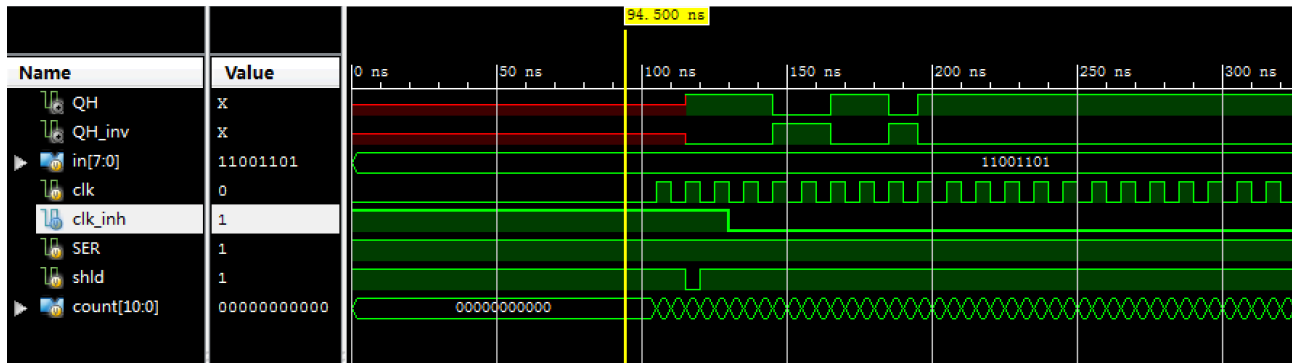 94.500 ns
Name Value 0 ns 50 ns 100 ns 150 ns 200 ns 250 ns 300 ns
QH X
QH_inv X
in[7:0] 11001101 11001101
clk 0
clk_inh 1
SER 1
shld 1
count[10:0] 00000000000 00000000000